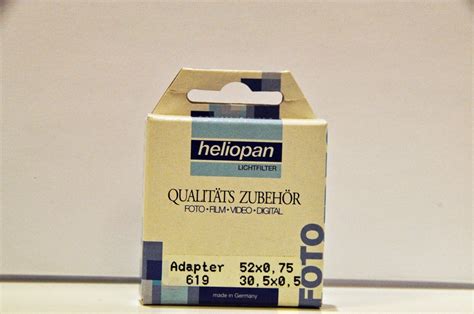 heliopan
LICHTFILTER
QUALITÄTS ZUBEHÖR
FOTO•FILM•VIDEO•DIGITAL
Adapter 52x0,75
619 30,5x0,5
made in Germany
FOTO